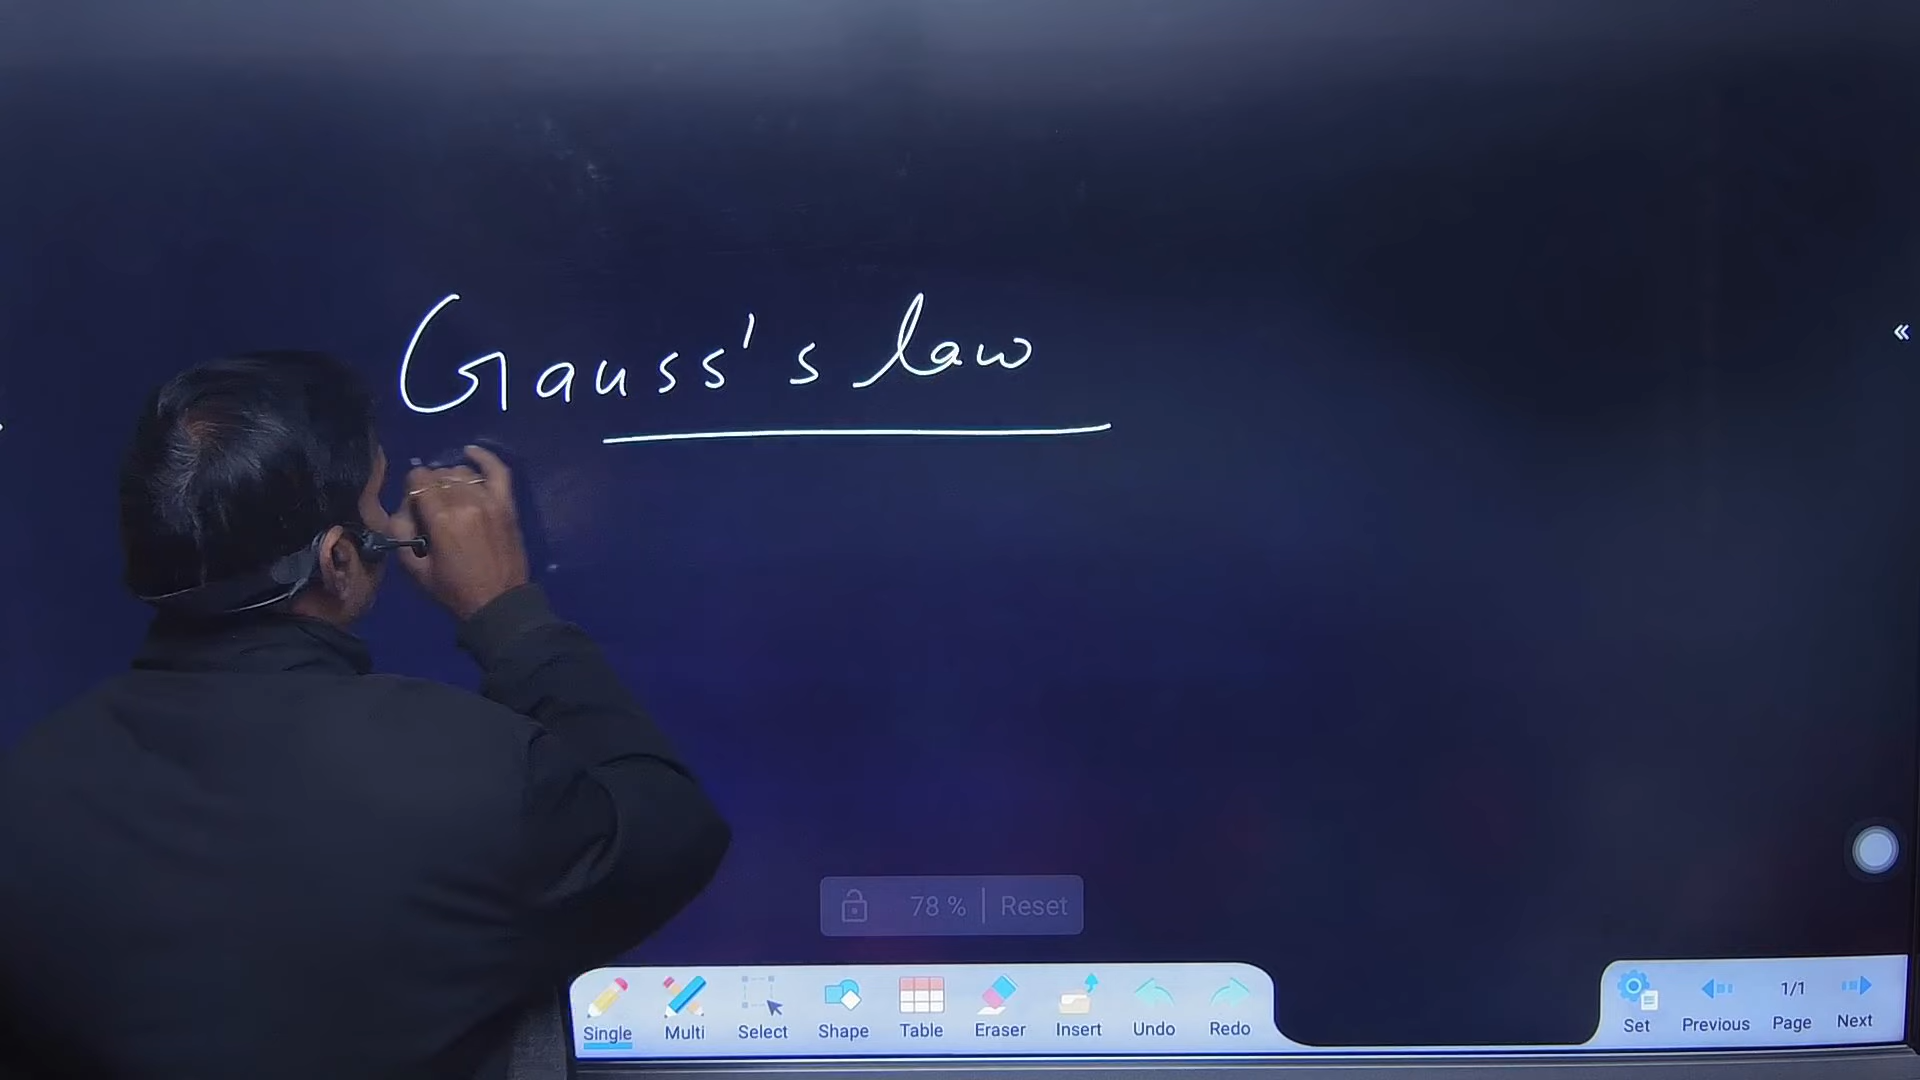 Gauss's law
«
78 % | Reset
Single Multi Select Shape Table Eraser Insert Undo Redo
Set Previous 1/1 Page Next